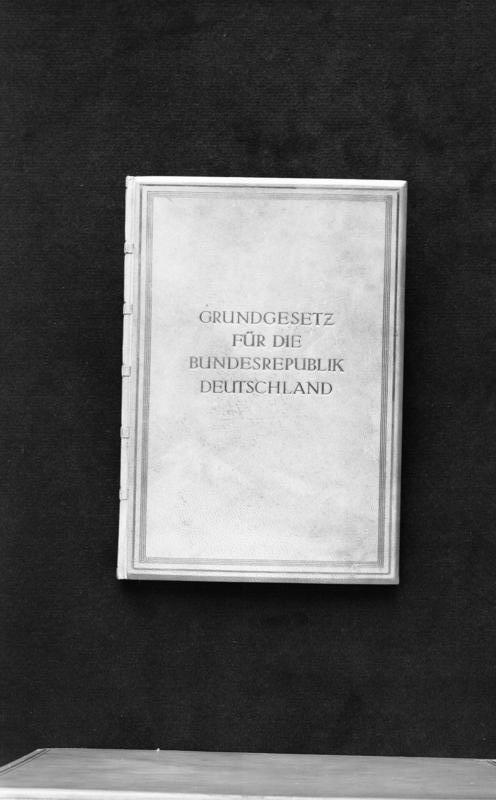 GRUNDGESETZ
FÜR DIE
BUNDESREPUBLIK
DEUTSCHLAND